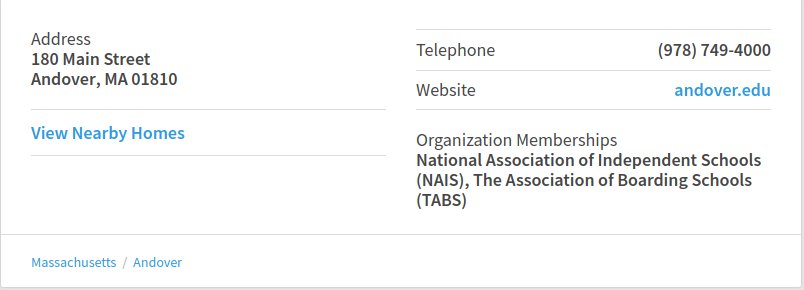 Address
180 Main Street
Andover, MA 01810
View Nearby Homes
Telephone (978) 749-4000
Website andover.edu
Organization Memberships
National Association of Independent Schools
(NAIS), The Association of Boarding Schools
(TABS)
Massachusetts / Andover